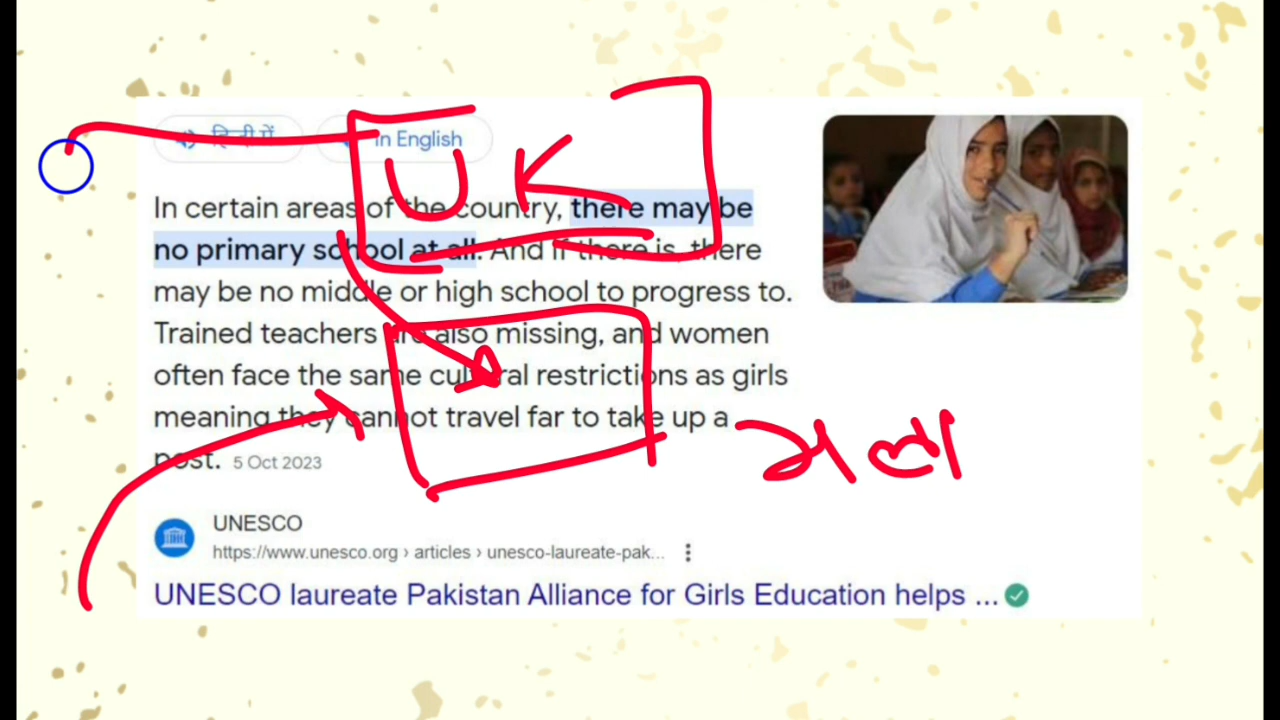 हिन्दी में In English
UK
In certain areas of the country, there may be
no primary school at all. And if there is, there
may be no middle or high school to progress to.
Trained teachers are also missing, and women
often face the same cultural restrictions as girls
meaning they cannot travel far to take up a
post. 5 Oct 2023
UNESCO
https://www.unesco.org › articles › unesco-laureate-pak...
UNESCO laureate Pakistan Alliance for Girls Education helps ...